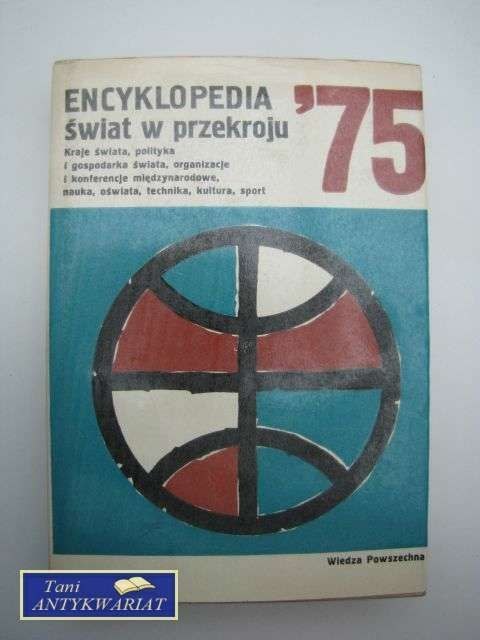 ENCYKLOPEDIA '75
świat w przekroju
Kraje świata, polityka
i gospodarka świata, organizacje
i konferencje międzynarodowe,
nauka, oświata, technika, kultura, sport
Wiedza Powszechna
Tani
ANTYKWARIAT